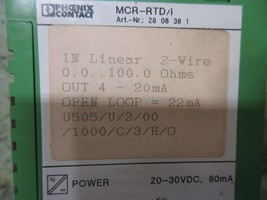 PHOENIX CONTACT
MCR-RTD/I
Art.-Nr.: 28 08 30 1
IN Linear 2-Wire
0.0..100.0 Ohms
OUT 4 - 20mA
OPEN LOOP = 22mA
U505/U/2/00
/1000/C/3/H/O
POWER 20-30VDC, 80mA